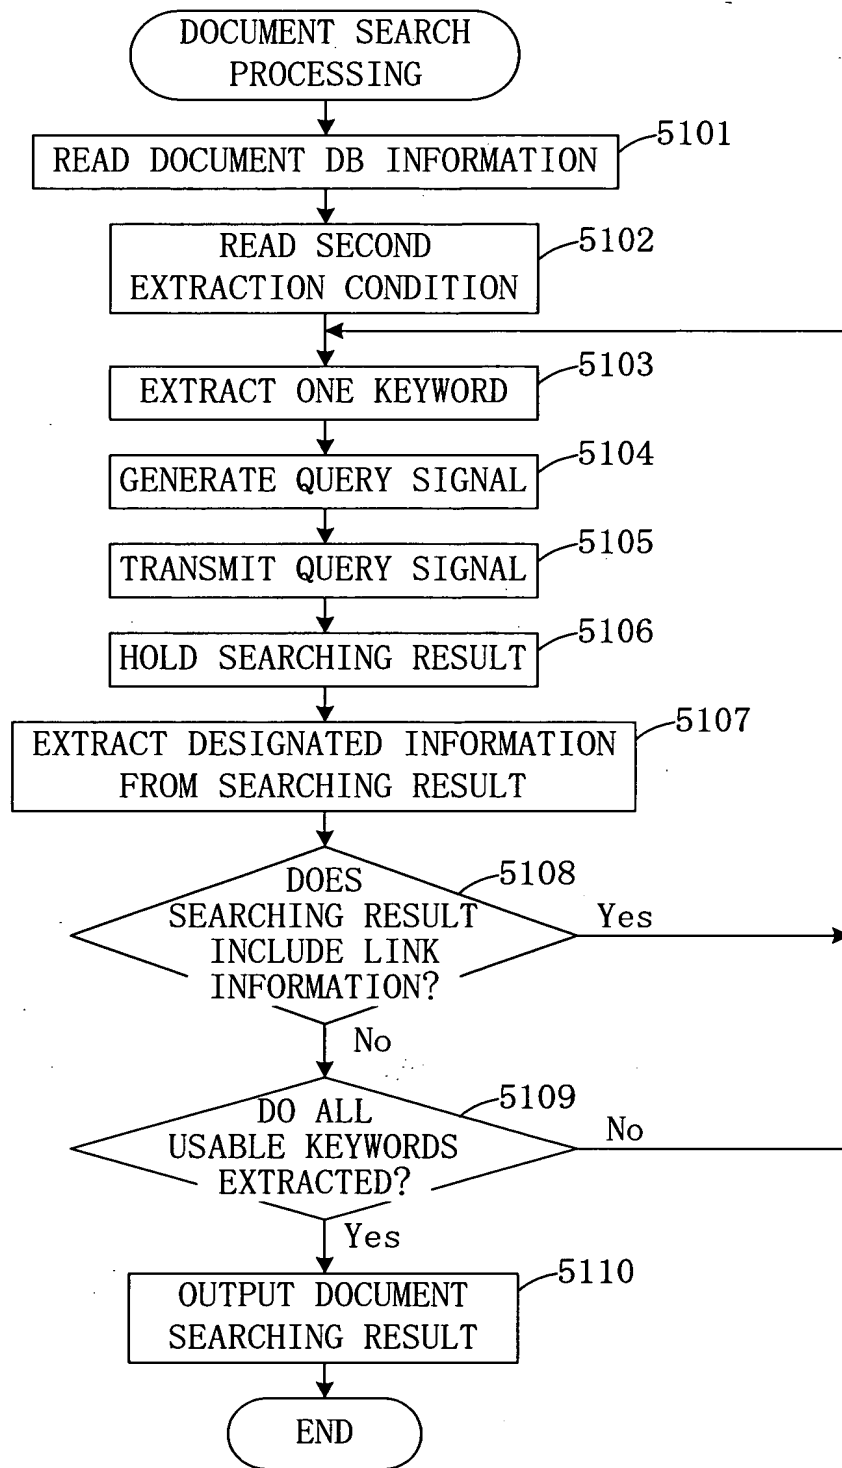 DOCUMENT SEARCH
PROCESSING
5101
READ DOCUMENT DB INFORMATION
5102
READ SECOND
EXTRACTION CONDITION
5103
EXTRACT ONE KEYWORD
5104
GENERATE QUERY SIGNAL
5105
TRANSMIT QUERY SIGNAL
5106
HOLD SEARCHING RESULT
5107
EXTRACT DESIGNATED INFORMATION
FROM SEARCHING RESULT
5108
DOES
SEARCHING RESULT
INCLUDE LINK
INFORMATION?
Yes
No
5109
DO ALL
USABLE KEYWORDS
EXTRACTED?
No
Yes
5110
OUTPUT DOCUMENT
SEARCHING RESULT
END